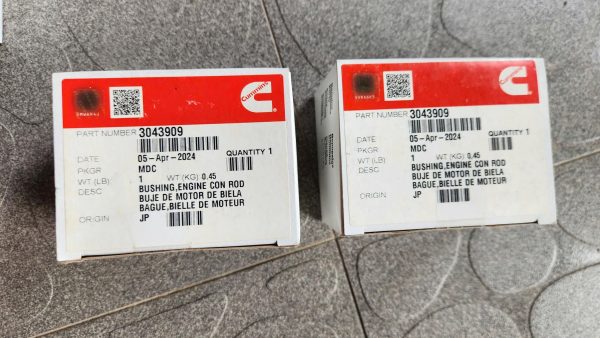 Cummins
PART NUMBER 3043909
QUANTITY 1
DATE 05-Apr-2024
PKGR MDC
WT (LB) 1 WT (KG) 0.45
DESC BUSHING,ENGINE CON ROD
BUJE DE MOTOR DE BIELA
BAGUE,BIELLE DE MOTEUR
ORIGIN JP
PART NUMBER 3043909
QUANTITY 1
DATE 05-Apr-2024
PKGR MDC
WT (LB) 1 WT (KG) 0.45
DESC BUSHING,ENGINE CON ROD
BUJE DE MOTOR DE BIELA
BAGUE,BIELLE DE MOTEUR
ORIGIN JP